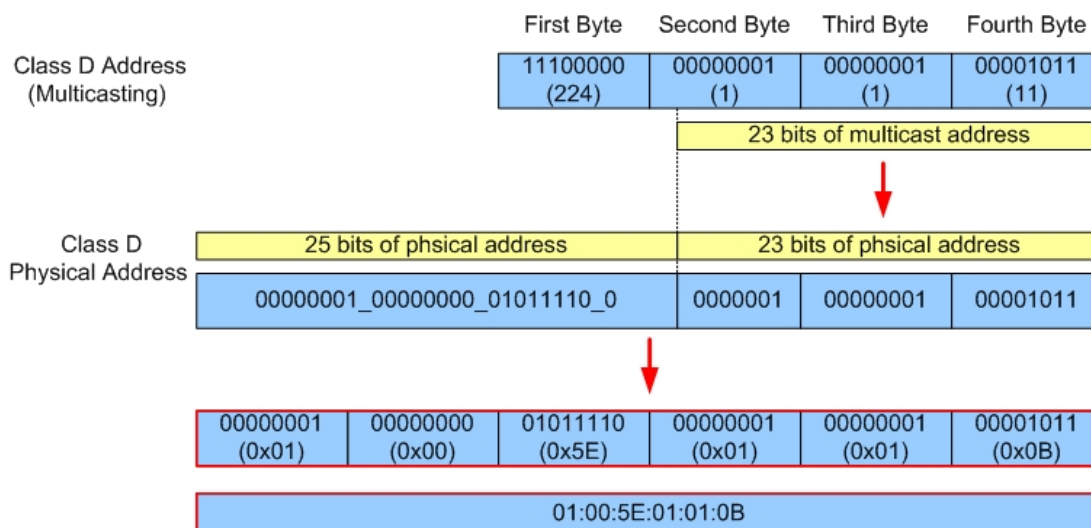 First Byte Second Byte Third Byte Fourth Byte
Class D Address
(Multicasting)
11100000 00000001 00000001 00001011
(224) (1) (1) (11)
23 bits of multicast address
Class D
Physical Address
25 bits of phsical address 23 bits of phsical address
00000001_00000000_01011110_0 0000001 00000001 00001011
00000001 00000000 01011110 00000001 00000001 00001011
(0x01) (0x00) (0x5E) (0x01) (0x01) (0x0B)
01:00:5E:01:01:0B